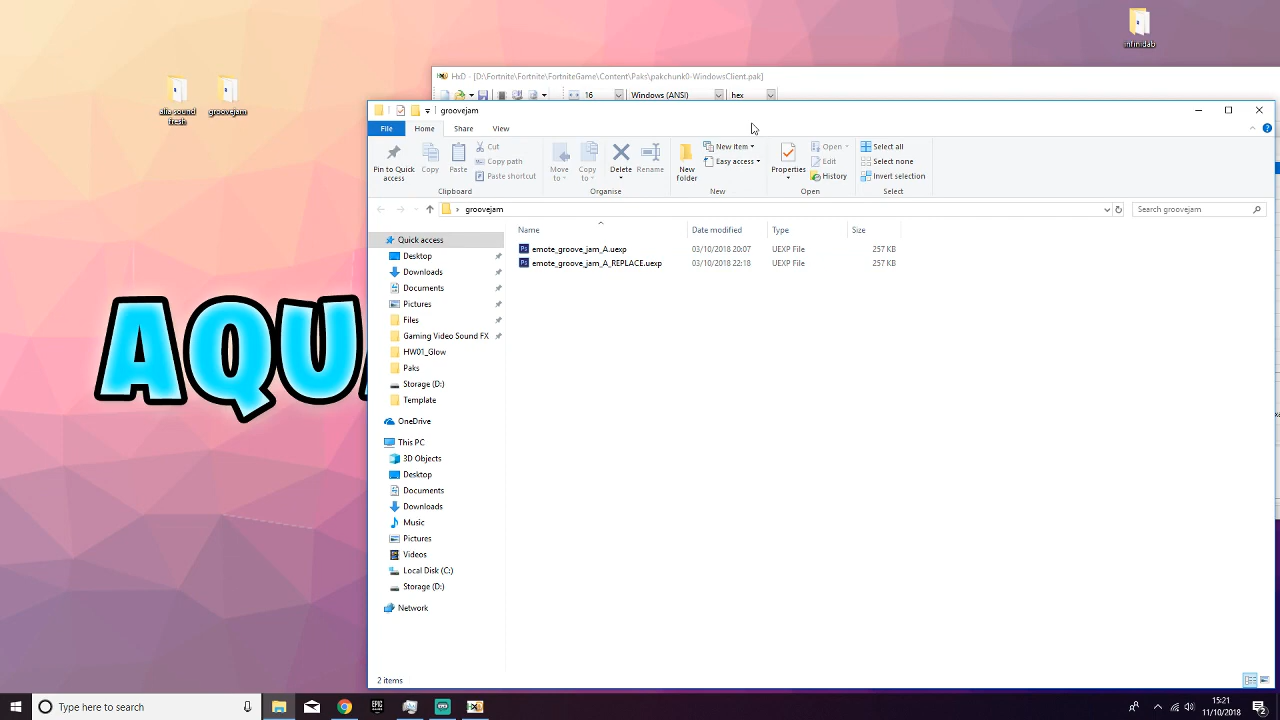 infinidab
alia sound
fresh
groovejam
HxD - [D:\Fortnite\Fortnite\FortniteGame\Content\Paks\pakchunk0-WindowsClient.pak]
16 Windows (ANSI) hex
groovejam
File Home Share View
Pin to Quick access
Copy
Paste
Cut
Copy path
Paste shortcut
Clipboard
Move to
Copy to
Delete
Rename
Organise
New folder
New item
Easy access
New
Properties
Open
Edit
History
Open
Select all
Select none
Invert selection
Select
groovejam
Search groovejam
Name Date modified Type Size
emote_groove_jam_A.uexp 03/10/2018 20:07 UEXP File 257 KB
emote_groove_jam_A_REPLACE.uexp 03/10/2018 22:18 UEXP File 257 KB
Quick access
Desktop
Downloads
Documents
Pictures
Files
Gaming Video Sound FX
HW01_Glow
Paks
Storage (D:)
Template
OneDrive
This PC
3D Objects
Desktop
Documents
Downloads
Music
Pictures
Videos
Local Disk (C:)
Storage (D:)
Network
2 items
AQU
Type here to search
EPIC GAMES
15:21
11/10/2018
2